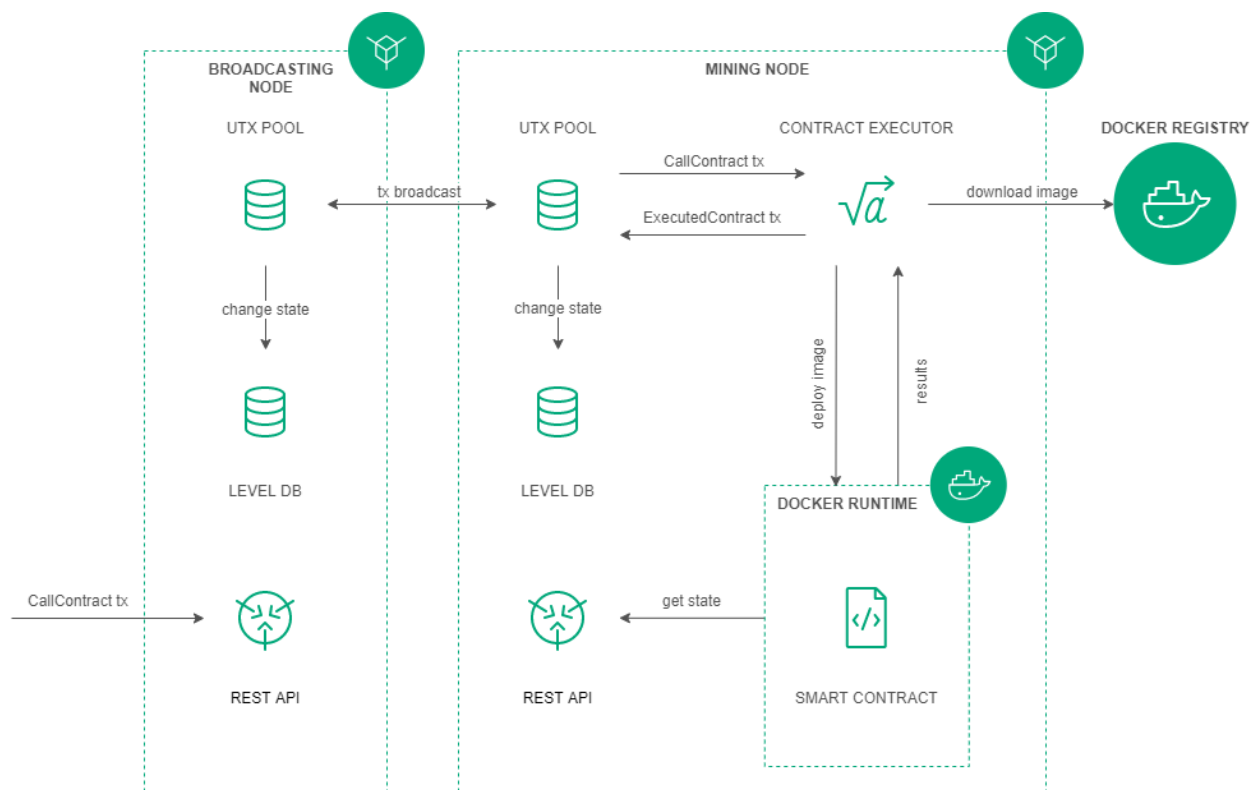 BROADCASTING
NODE
MINING NODE
UTX POOL
UTX POOL
CONTRACT EXECUTOR
DOCKER REGISTRY
CallContract tx
tx broadcast
download image
ExecutedContract tx
change state
change state
deploy image
results
LEVEL DB
LEVEL DB
DOCKER RUNTIME
CallContract tx
get state
REST API
REST API
SMART CONTRACT